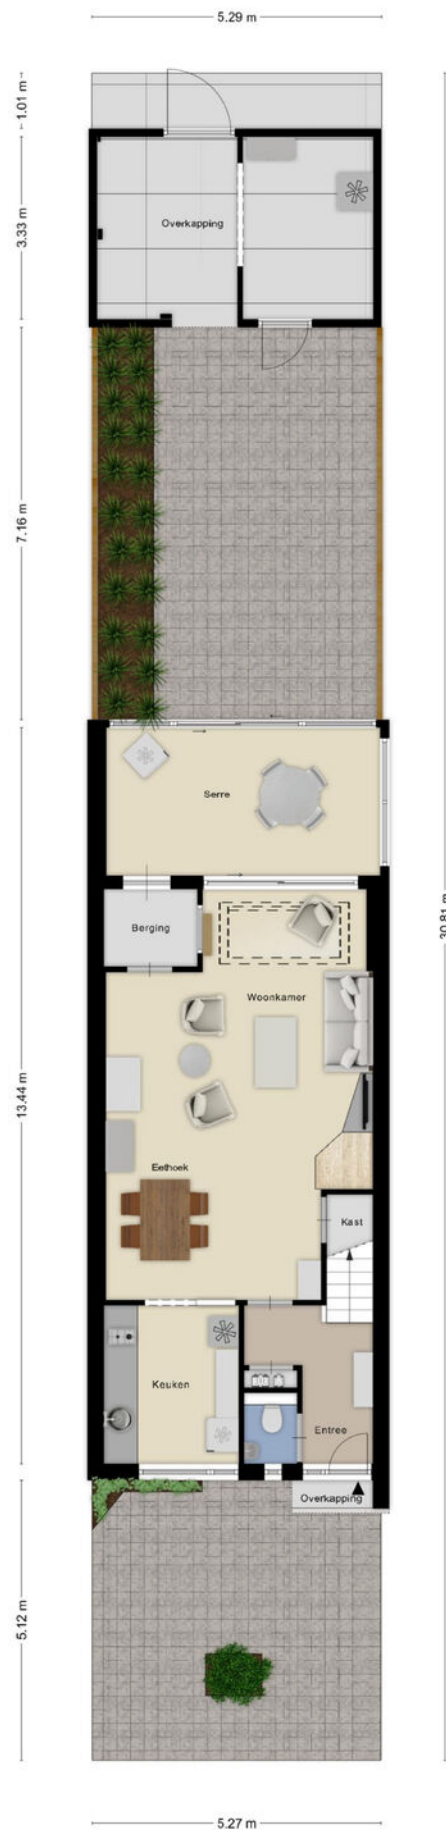 5.29 m
1.01 m
3.33 m
Overkapping
7.16 m
Serre
30.81 m
Berging
Woonkamer
13.44 m
Eethoek
Kast
Keuken
Entree
Overkapping
5.12 m
5.27 m